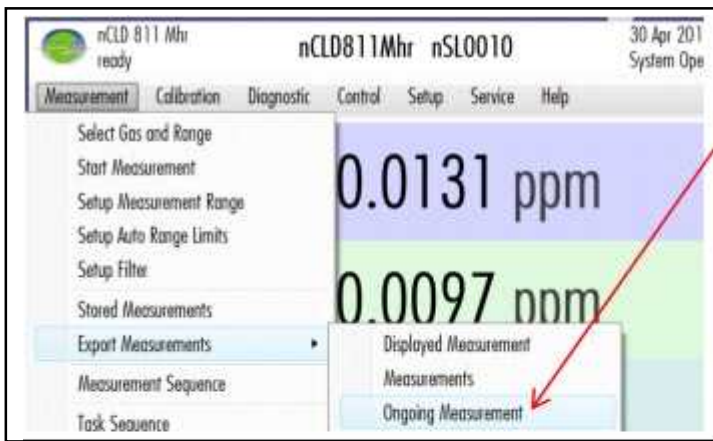 nCLD 811 Mhr
ready
nCLD811Mhr nSL0010
30 Apr 201
System Ope
Measurement Calibration Diagnostic Control Setup Service Help
Select Gas and Range
Start Measurement
Setup Measurement Range
Setup Auto Range Limits
Setup Filter
Stored Measurements
Export Measurements
Measurement Sequence
Task Sequence
0.0131 ppm
0.0097 ppm
Displayed Measurement
Measurements
Ongoing Measurement